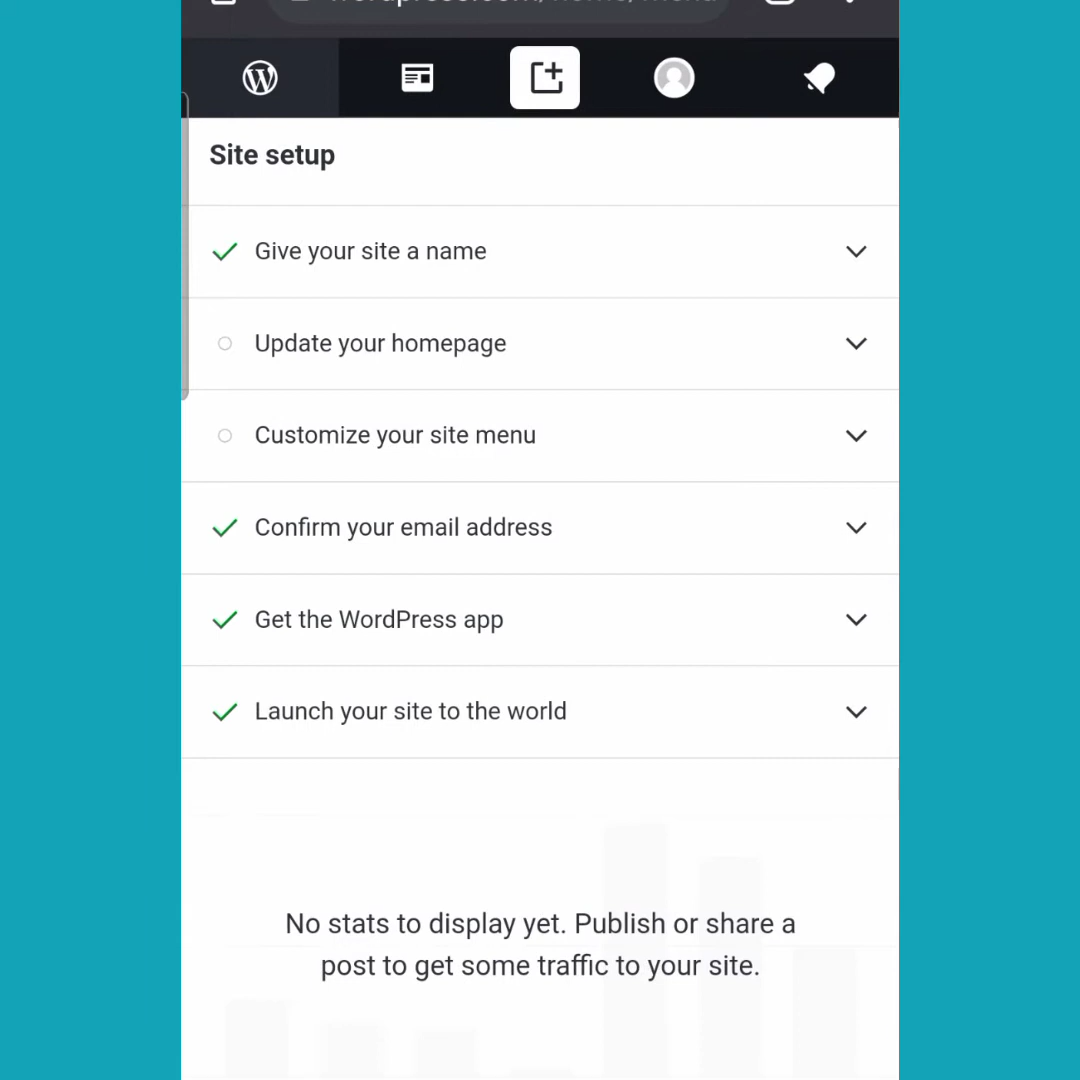 Site setup
Give your site a name
Update your homepage
Customize your site menu
Confirm your email address
Get the WordPress app
Launch your site to the world
No stats to display yet. Publish or share a
post to get some traffic to your site.